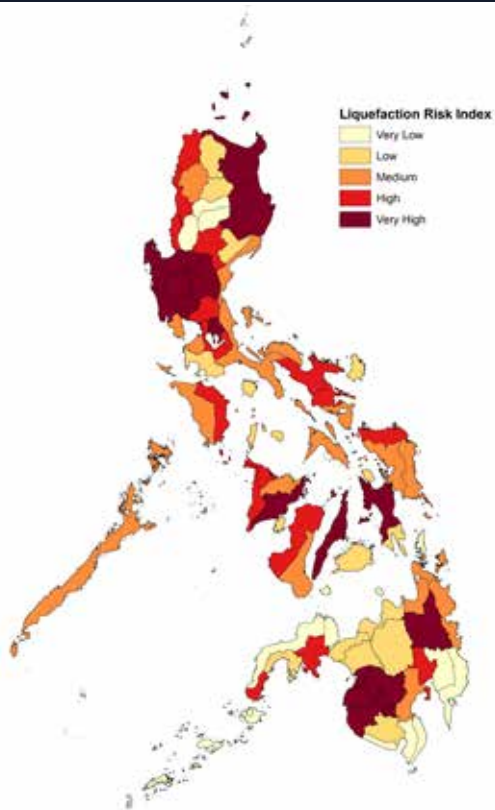 Liquefaction Risk Index
Very Low
Low
Medium
High
Very High